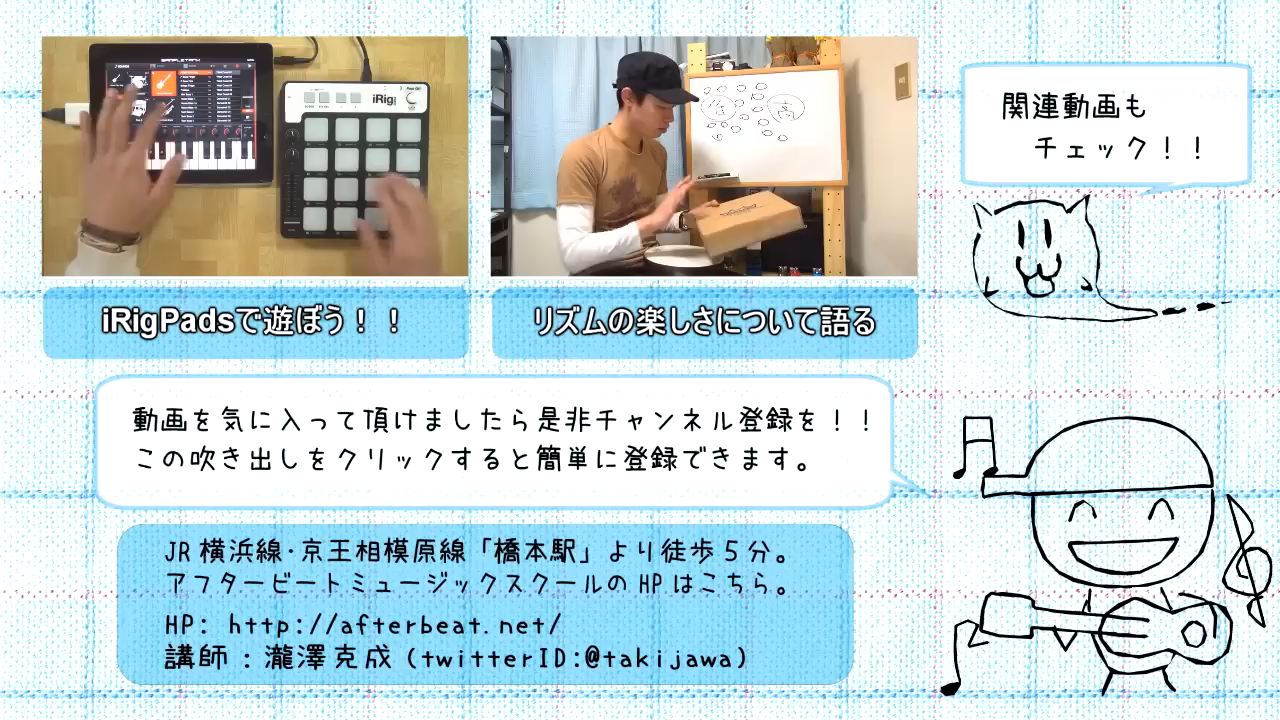 SAMPLETANK
iRig
関連動画も
チェック！！
iRigPadsで遊ぼう！！
リズムの楽しさについて語る
動画を気に入って頂けましたら是非チャンネル登録を！！
この吹き出しをクリックすると簡単に登録できます。
JR横浜線･京王相模原線「橋本駅」より徒歩5分。
アフタービートミュージックスクールのHPはこちら。
HP: http://afterbeat.net/
講師：瀧澤克成 (twitterID:@takijawa)